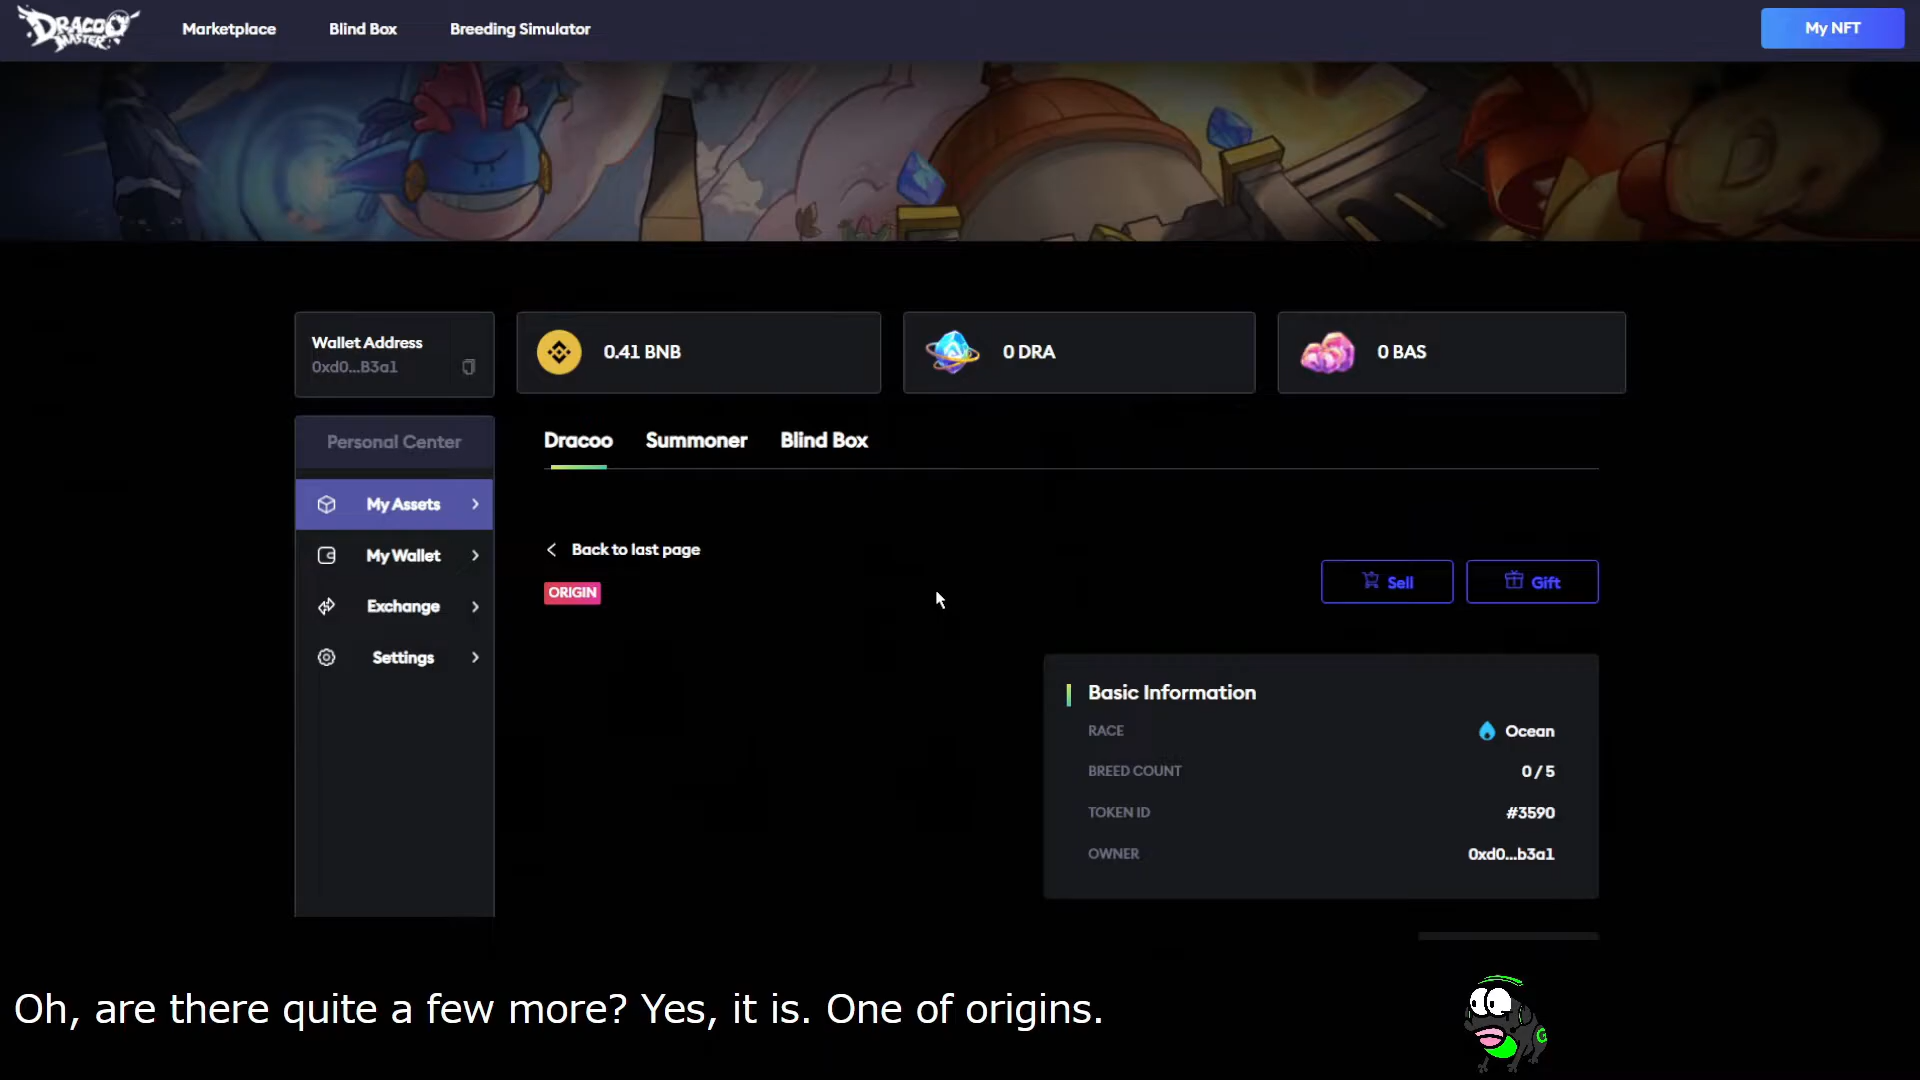 DRACOO
MASTER
Marketplace
Blind Box
Breeding Simulator
My NFT
Wallet Address
0xd0...B3a1
0.41 BNB
0 DRA
0 BAS
Personal Center
My Assets
My Wallet
Exchange
Settings
Dracoo
Summoner
Blind Box
Back to last page
ORIGIN
Sell
Gift
Basic Information
RACE
Ocean
BREED COUNT
0 / 5
TOKEN ID
#3590
OWNER
0xd0...b3a1
Oh, are there quite a few more? Yes, it is. One of origins.